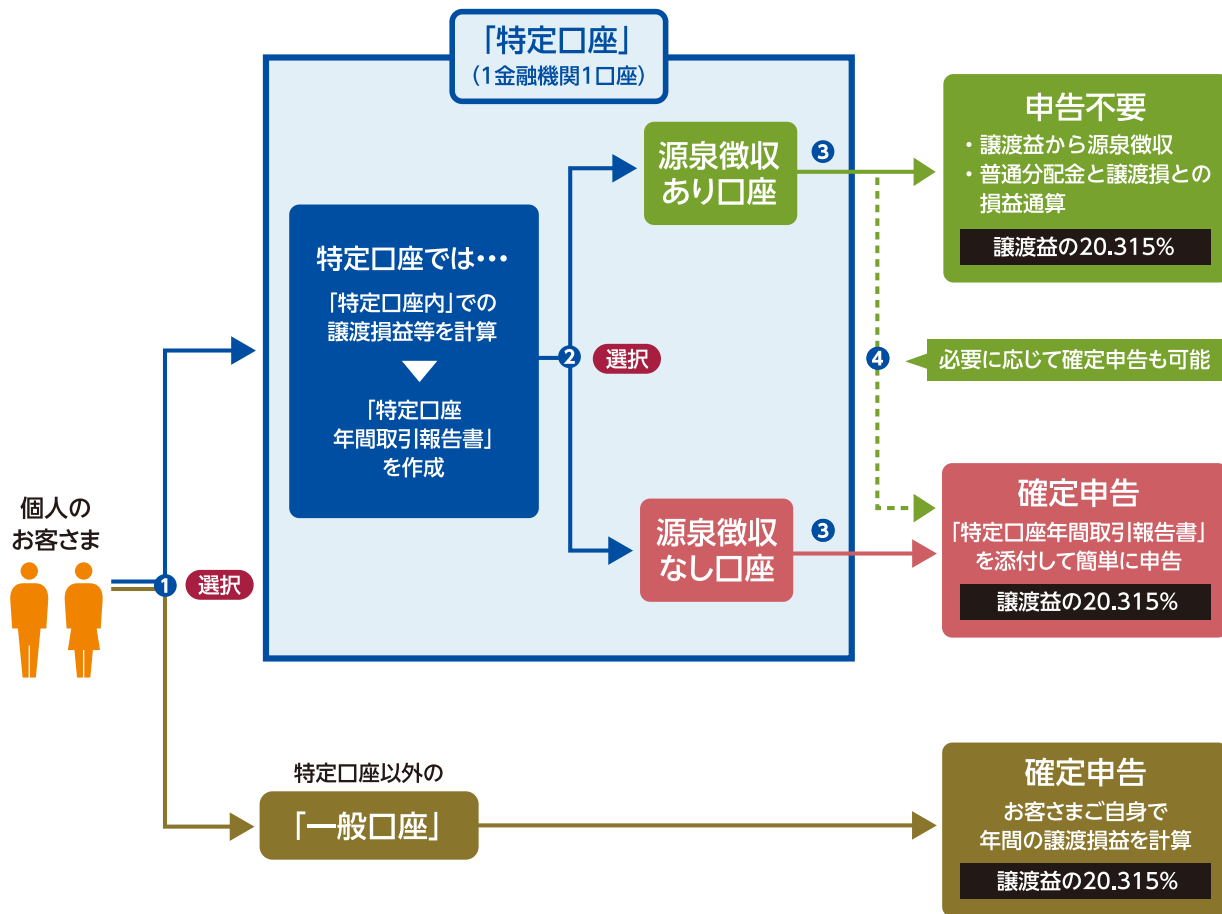 「特定口座」
(1金融機関1口座)
個人の
お客さま
1
選択
特定口座では…
「特定口座内」での
譲渡損益等を計算
「特定口座
年間取引報告書」
を作成
2
選択
源泉徴収
あり口座
3
申告不要
・譲渡益から源泉徴収
・普通分配金と譲渡損との
損益通算
譲渡益の20.315%
4
必要に応じて確定申告も可能
源泉徴収
なし口座
3
確定申告
「特定口座年間取引報告書」
を添付して簡単に申告
譲渡益の20.315%
特定口座以外の
「一般口座」
確定申告
お客さまご自身で
年間の譲渡損益を計算
譲渡益の20.315%